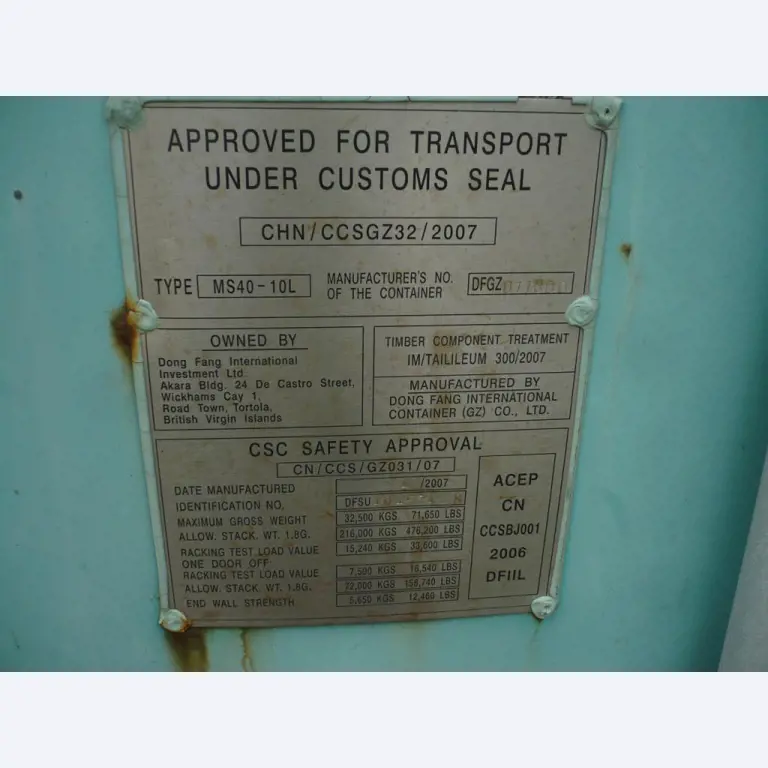 APPROVED FOR TRANSPORT
UNDER CUSTOMS SEAL
CHN/CCSGZ32/2007
TYPE MS40-10L MANUFACTURER'S NO. OF THE CONTAINER DFGZ
OWNED BY
Dong Fang International
Investment Ltd.
Akara Bldg. 24 De Castro Street,
Wickhams Cay 1,
Road Town, Tortola,
British Virgin Islands
TIMBER COMPONENT TREATMENT
IM/TAILILEUM 300/2007
MANUFACTURED BY
DONG FANG INTERNATIONAL
CONTAINER (GZ) CO., LTD.
CSC SAFETY APPROVAL
CN/CCS/GZ031/07
DATE MANUFACTURED /2007
IDENTIFICATION NO. DFSU
MAXIMUM GROSS WEIGHT 32,500 KGS 71,650 LBS
ALLOW. STACK. WT. 1.8G. 216,000 KGS 476,200 LBS
RACKING TEST LOAD VALUE 15,240 KGS 33,600 LBS
ONE DOOR OFF
RACKING TEST LOAD VALUE 7,500 KGS 16,540 LBS
ALLOW. STACK. WT. 1.8G. 72,000 KGS 158,740 LBS
END WALL STRENGTH 5,650 KGS 12,460 LBS
ACEP
CN
CCSBJ001
2006
DFIIL